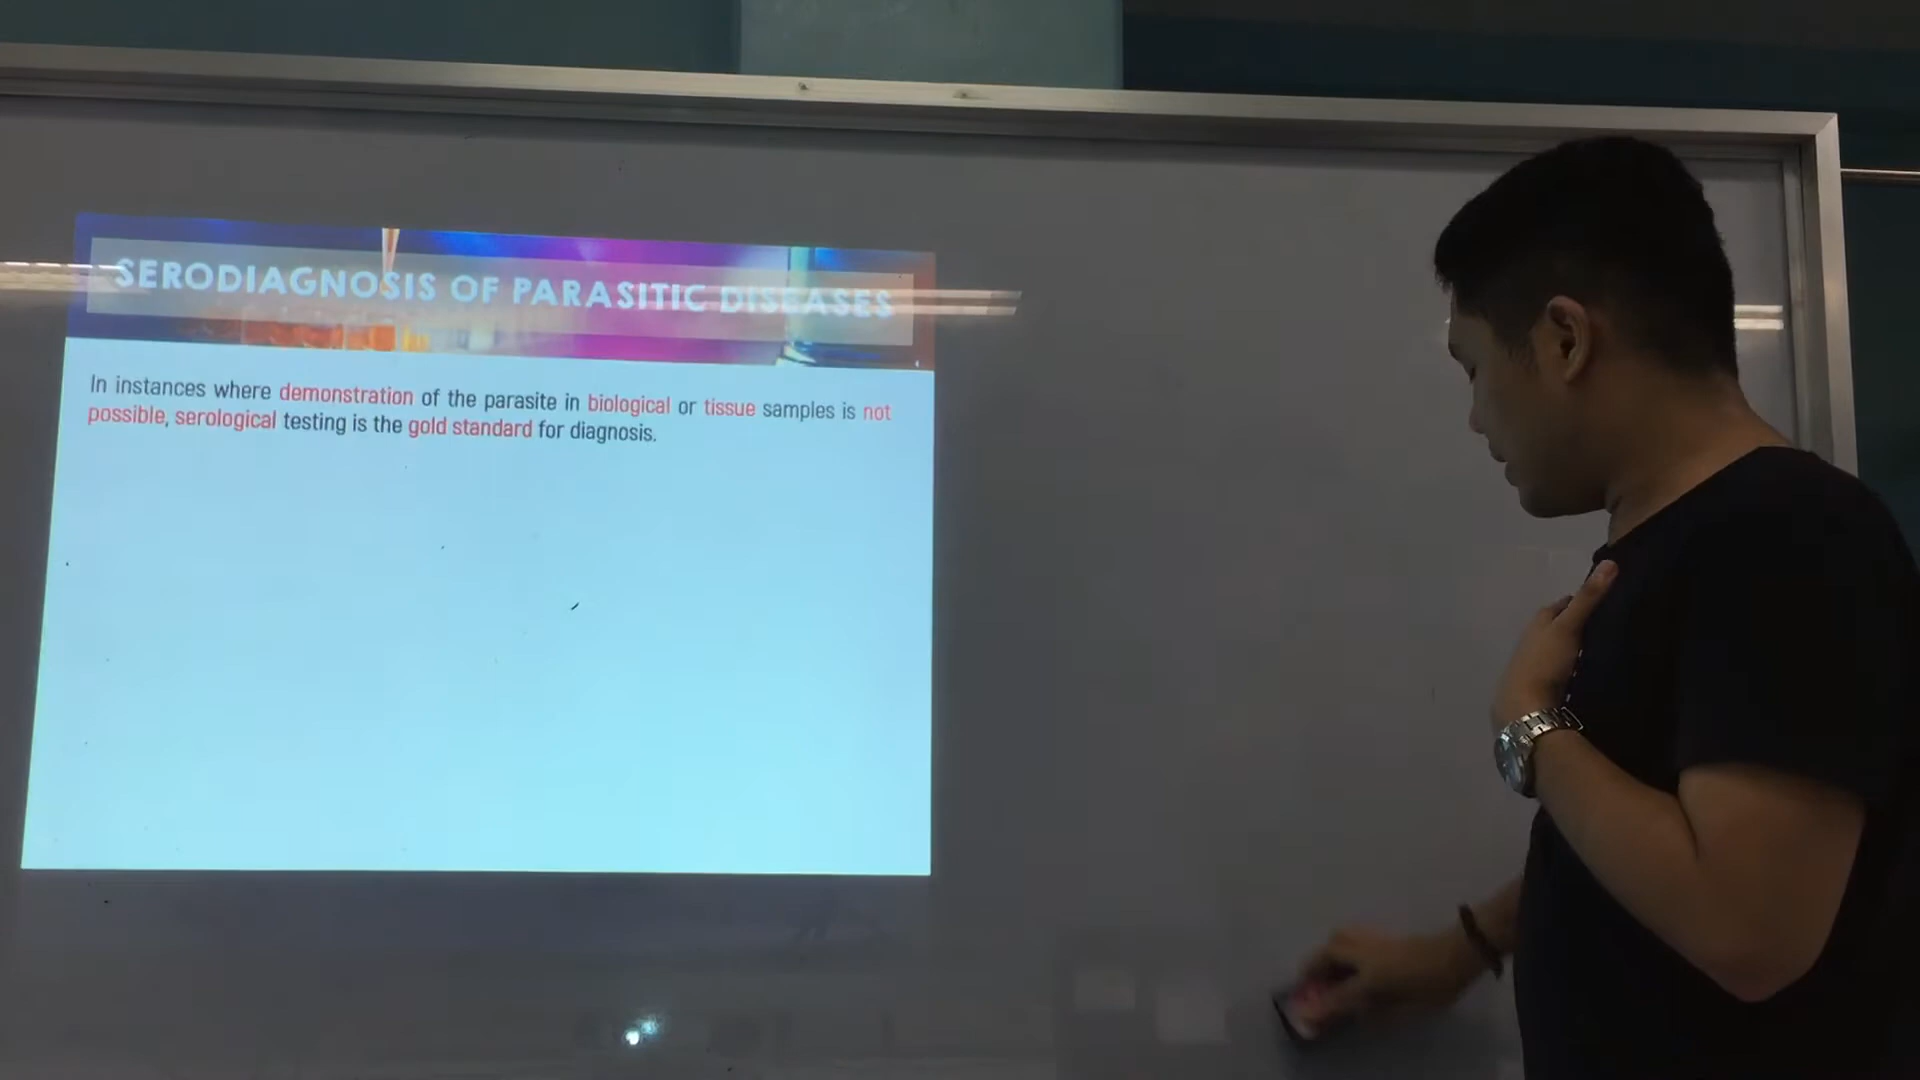 SERODIAGNOSIS OF PARASITIC DISEASES
In instances where demonstration of the parasite in biological or tissue samples is not
possible, serological testing is the gold standard for diagnosis.